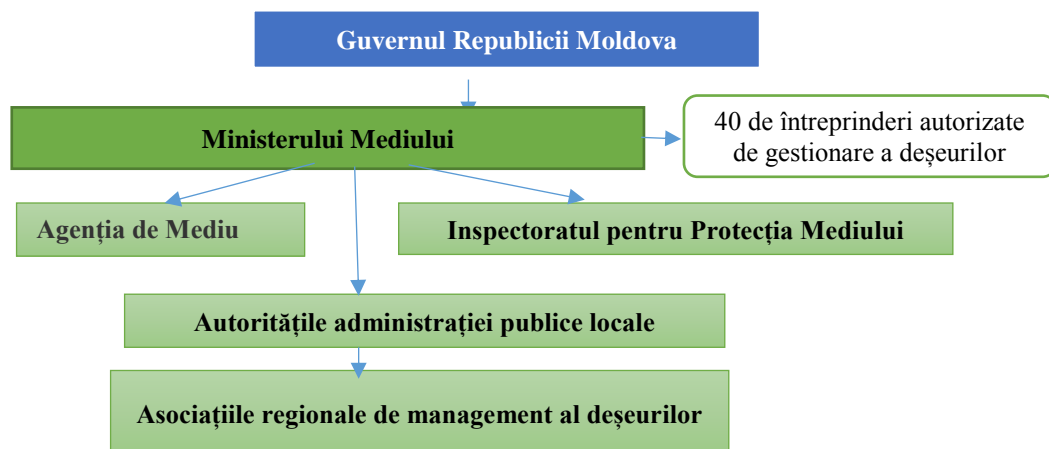 Guvernul Republicii Moldova
Ministerului Mediului
40 de întreprinderi autorizate
de gestionare a deșeurilor
Agenția de Mediu
Inspectoratul pentru Protecția Mediului
Autoritățile administrației publice locale
Asociațiile regionale de management al deșeurilor